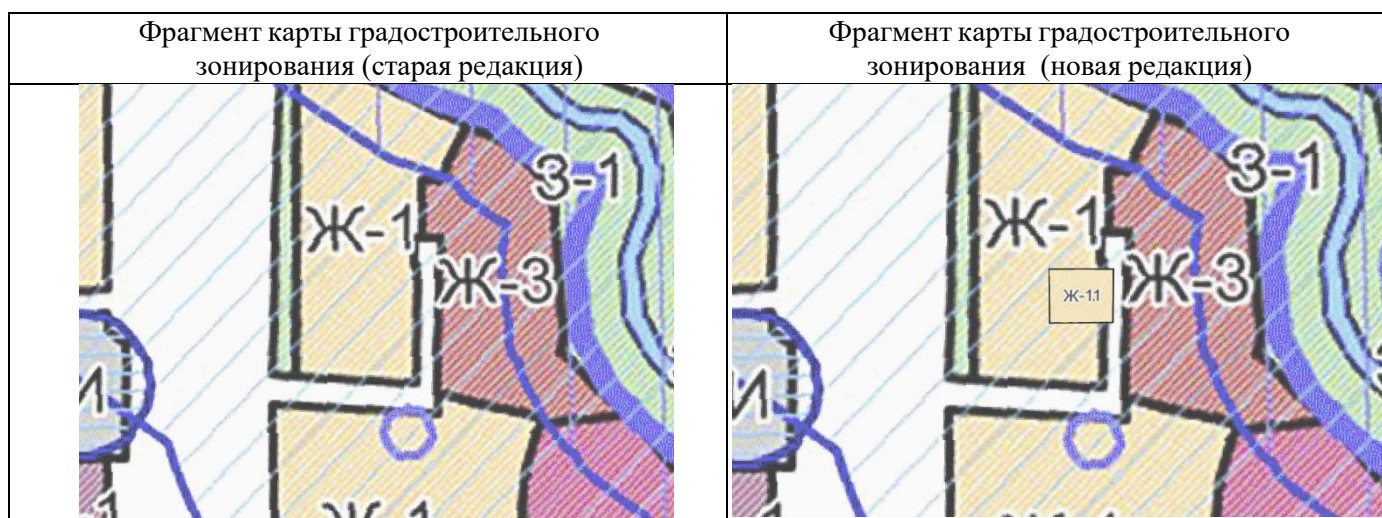 Фрагмент карты градостроительного
зонирования (старая редакция)
Фрагмент карты градостроительного
зонирования (новая редакция)
З-1
Ж-1
Ж-3
И
Ж-1
З-1
Ж-1
Ж-1.1
Ж-3
И